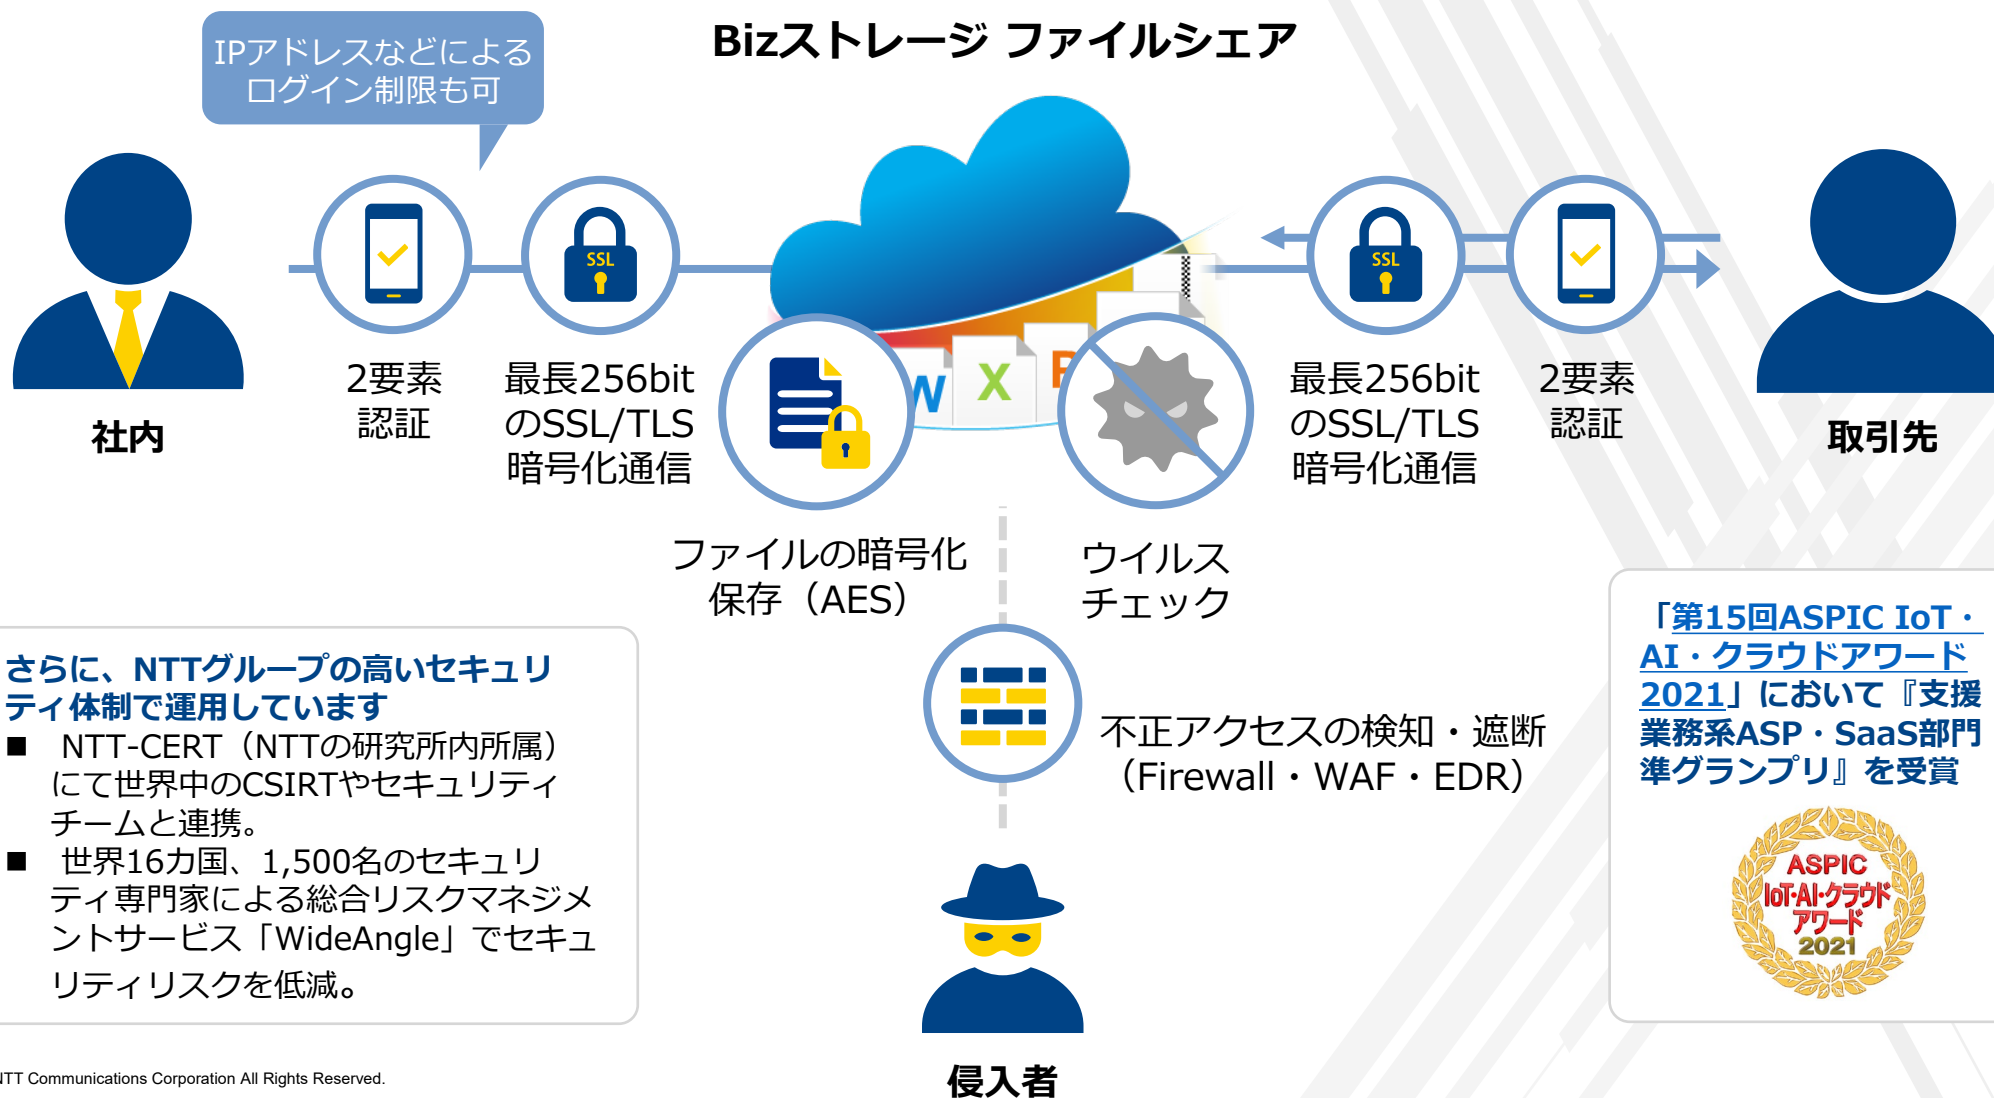 Bizストレージ ファイルシェア
IPアドレスなどによる
ログイン制限も可
SSL
SSL
W
X
P
社内
2要素
認証
最長256bit
のSSL/TLS
暗号化通信
最長256bit
のSSL/TLS
暗号化通信
2要素
認証
取引先
ファイルの暗号化
保存（AES）
ウイルス
チェック
不正アクセスの検知・遮断
（Firewall・WAF・EDR）
侵入者
さらに、NTTグループの高いセキュリ
ティ体制で運用しています
■ NTT-CERT（NTTの研究所内所属）
にて世界中のCSIRTやセキュリティ
チームと連携。
■ 世界16カ国、1,500名のセキュリ
ティ専門家による総合リスクマネジメ
ントサービス「WideAngle」でセキュ
リティリスクを低減。
「第15回ASPIC IoT・
AI・クラウドアワード
2021」において『支援
業務系ASP・SaaS部門
準グランプリ』を受賞
ASPIC
IoT・AI・クラウド
アワード
2021
NTT Communications Corporation All Rights Reserved.